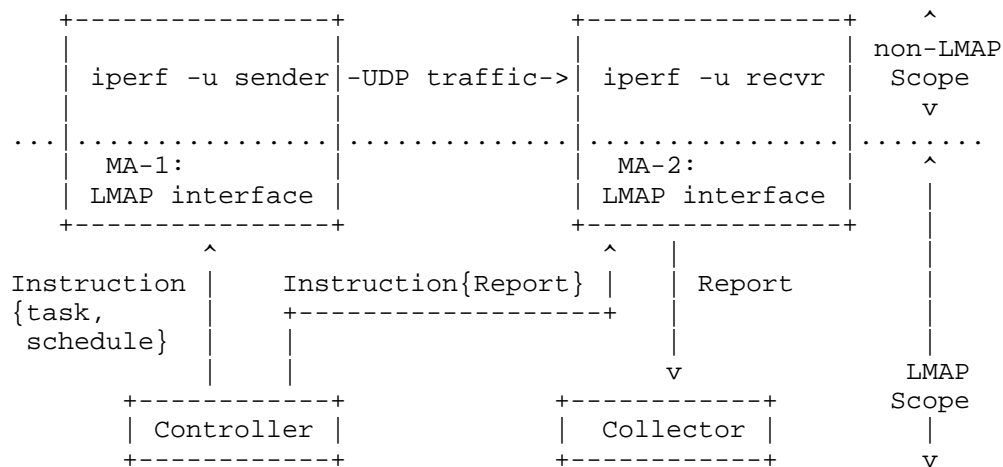 +----------------+              +----------------+    ^
|                |              |                | non-LMAP
| iperf -u sender|-UDP traffic->| iperf -u recvr |  Scope
|                |              |                |    v
...|................|..............|................|........
|  MA-1:         |              |  MA-2:         |    ^
| LMAP interface |              | LMAP interface |    |
+----------------+              +----------------+    |
^                        ^   |              |
Instruction |    Instruction{Report} |   | Report       |
{task,      |    +-------------------+   |              |
schedule}  |    |                       |              |
|    |                       v             LMAP
+------------+             +------------+      Scope
| Controller |             |  Collector |        |
+------------+             +------------+        v